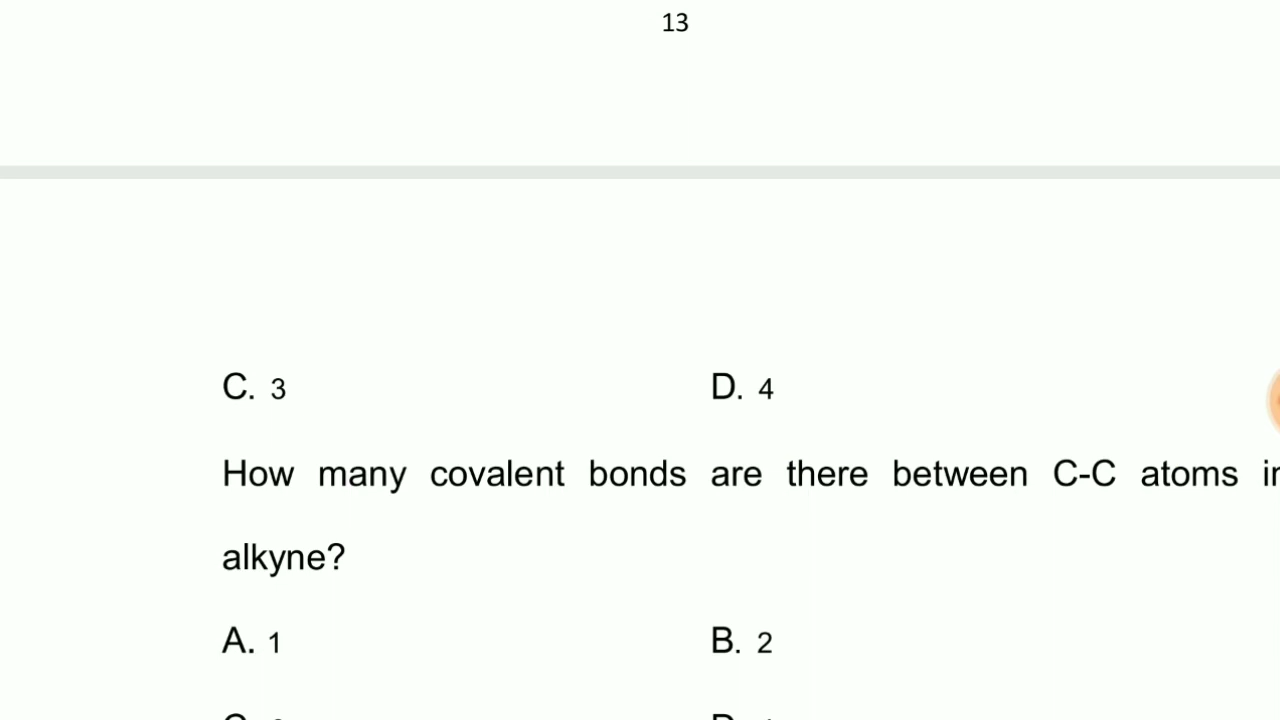 13
C. 3 D. 4
How many covalent bonds are there between C-C atoms
alkyne?
A. 1 B. 2